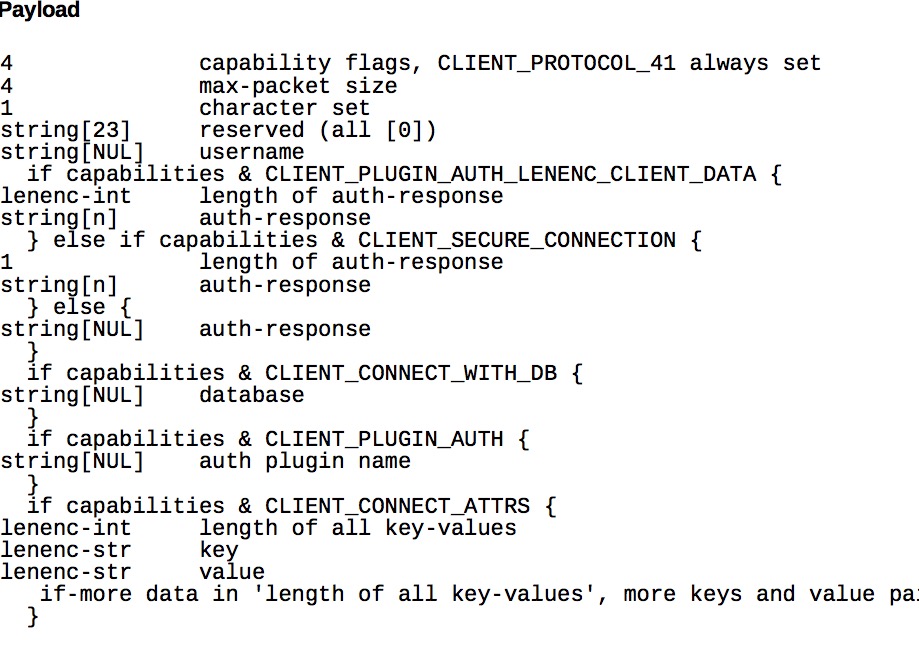 Payload
4 capability flags, CLIENT_PROTOCOL_41 always set
4 max-packet size
1 character set
string[23] reserved (all [0])
string[NUL] username
if capabilities & CLIENT_PLUGIN_AUTH_LENENC_CLIENT_DATA {
lenenc-int length of auth-response
string[n] auth-response
} else if capabilities & CLIENT_SECURE_CONNECTION {
1 length of auth-response
string[n] auth-response
} else {
string[NUL] auth-response
}
if capabilities & CLIENT_CONNECT_WITH_DB {
string[NUL] database
}
if capabilities & CLIENT_PLUGIN_AUTH {
string[NUL] auth plugin name
}
if capabilities & CLIENT_CONNECT_ATTRS {
lenenc-int length of all key-values
lenenc-str key
lenenc-str value
if-more data in 'length of all key-values', more keys and value
}